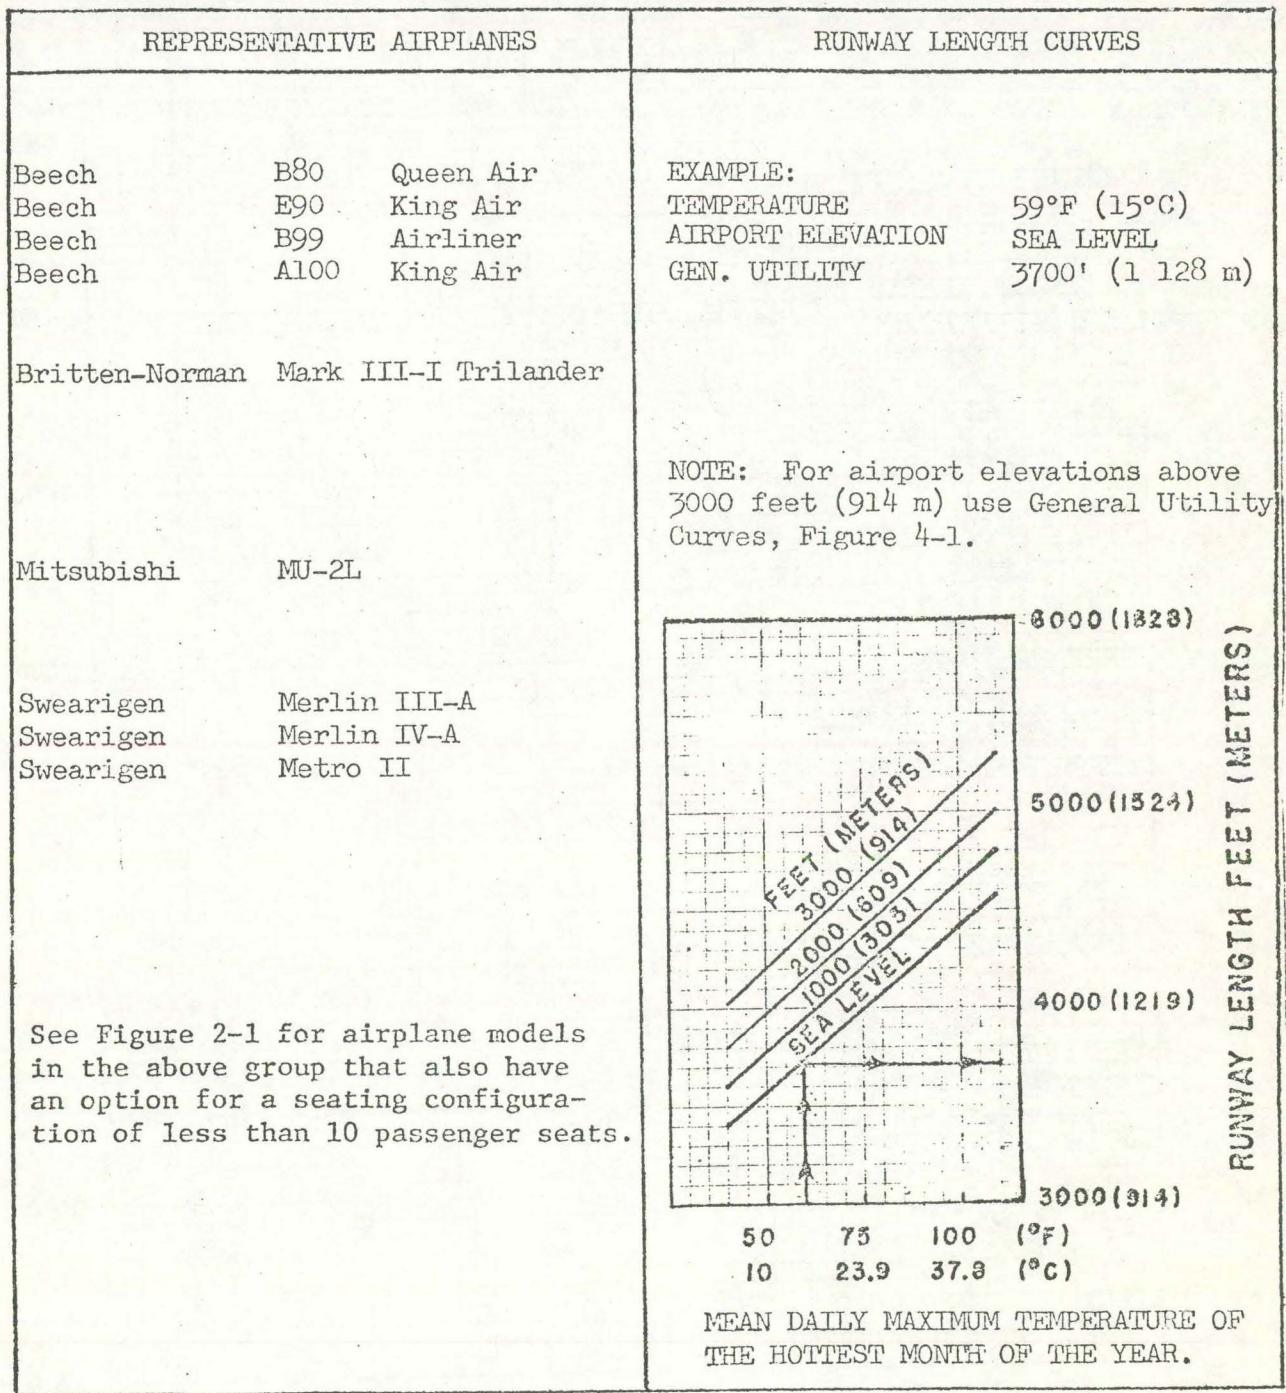 REPRESENTATIVE AIRPLANES
Beech B80 Queen Air
Beech E90 King Air
Beech B99 Airliner
Beech A100 King Air
Britten-Norman Mark III-I Trilander
Mitsubishi MU-2L
Swearigen Merlin III-A
Swearigen Merlin IV-A
Swearigen Metro II
See Figure 2-1 for airplane models
in the above group that also have
an option for a seating configura-
tion of less than 10 passenger seats.
RUNWAY LENGTH CURVES
EXAMPLE:
TEMPERATURE 59°F (15°C)
AIRPORT ELEVATION SEA LEVEL
GEN. UTILITY 3700' (1 128 m)
NOTE: For airport elevations above
3000 feet (914 m) use General Utility
Curves, Figure 4-1.
6000 (1828)
5000 (1524)
4000 (1219)
3000 (914)
RUNWAY LENGTH FEET (METERS)
FEET (METERS)
3000 (914)
2000 (609)
1000 (303)
SEA LEVEL
50 75 100 (°F)
10 23.9 37.8 (°C)
MEAN DAILY MAXIMUM TEMPERATURE OF
THE HOTTEST MONTH OF THE YEAR.